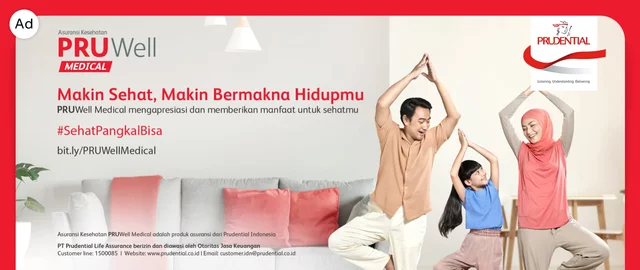 Ad
Asuransi Kesehatan
PRUWell
MEDICAL
PRUDENTIAL
Listening. Understanding. Delivering.
Makin Sehat, Makin Bermakna Hidupmu
PRUWell Medical mengapresiasi dan memberikan manfaat untuk sehatmu
#SehatPangkalBisa
bit.ly/PRUWellMedical
Asuransi Kesehatan PRUWell Medical adalah produk asuransi dari Prudential Indonesia
PT Prudential Life Assurance berizin dan diawasi oleh Otoritas Jasa Keuangan
Customer line: 1500085 | Website: www.prudential.co.id | Email: customer.idn@prudential.co.id